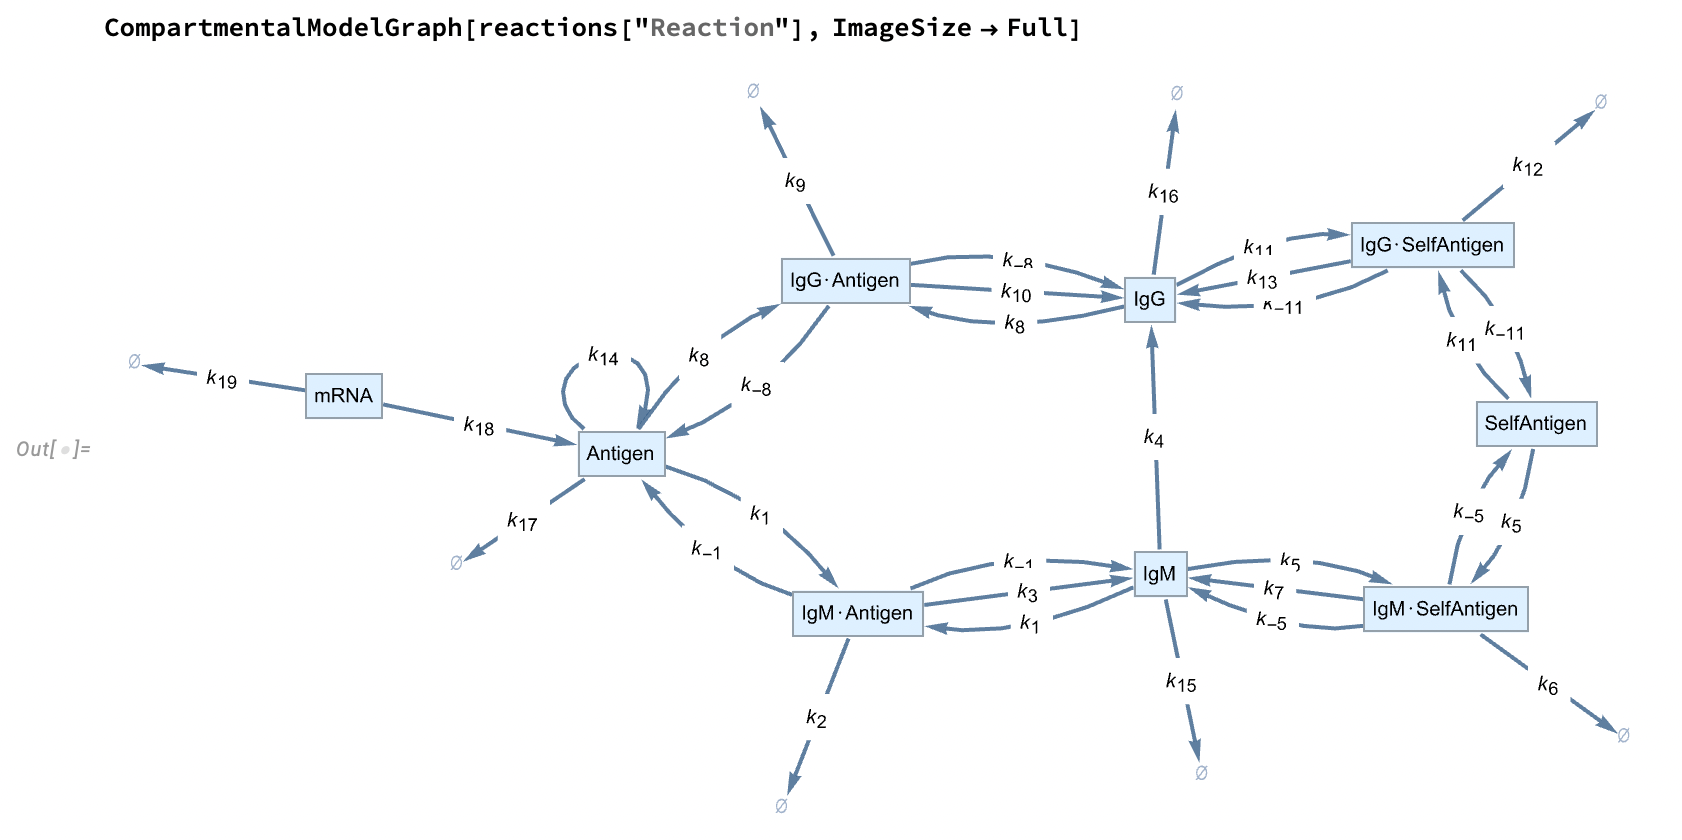 CompartmentalModelGraph[reactions["Reaction"], ImageSize → Full]
∅
∅
∅
k12
k9
k16
IgG·SelfAntigen
k11
k-8
IgG·Antigen
k13
k10
IgG
k-11
k8
k-11
k11
k14
k8
∅
k19
k-8
mRNA
k18
SelfAntigen
k4
Out[•]=
Antigen
k-5
k5
k17
k1
k-1
∅
k-1
k5
IgM
k3
k7
IgM·Antigen
IgM·SelfAntigen
k1
k-5
k15
k6
k2
∅
∅
∅